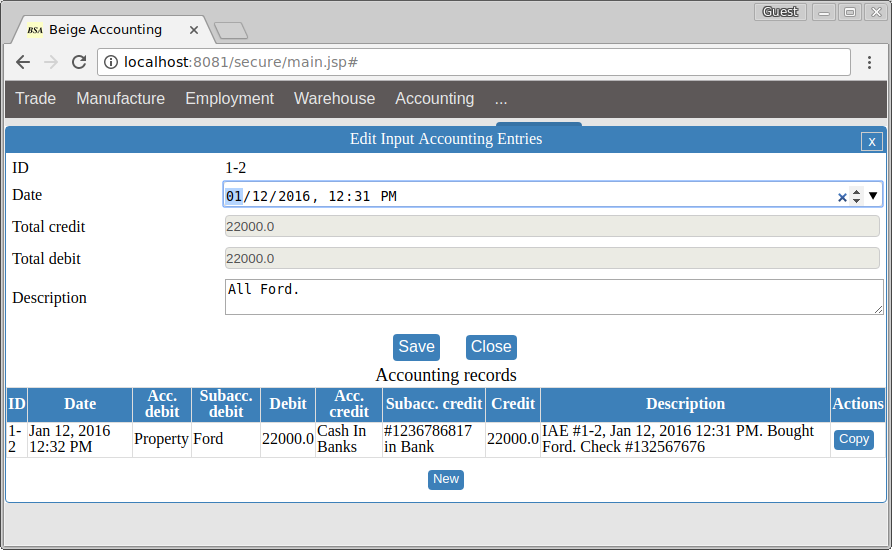 Guest
BSA Beige Accounting
localhost:8081/secure/main.jsp#
Trade Manufacture Employment Warehouse Accounting ...
Edit Input Accounting Entries x
ID 1-2
Date 01/12/2016, 12:31 PM
Total credit 22000.0
Total debit 22000.0
Description All Ford.
Save Close
Accounting records
ID Date Acc. debit Subacc. debit Debit Acc. credit Subacc. credit Credit Description Actions
1-2 Jan 12, 2016 12:32 PM Property Ford 22000.0 Cash In Banks #1236786817 in Bank 22000.0 IAE #1-2, Jan 12, 2016 12:31 PM. Bought Ford. Check #132567676 Copy
New